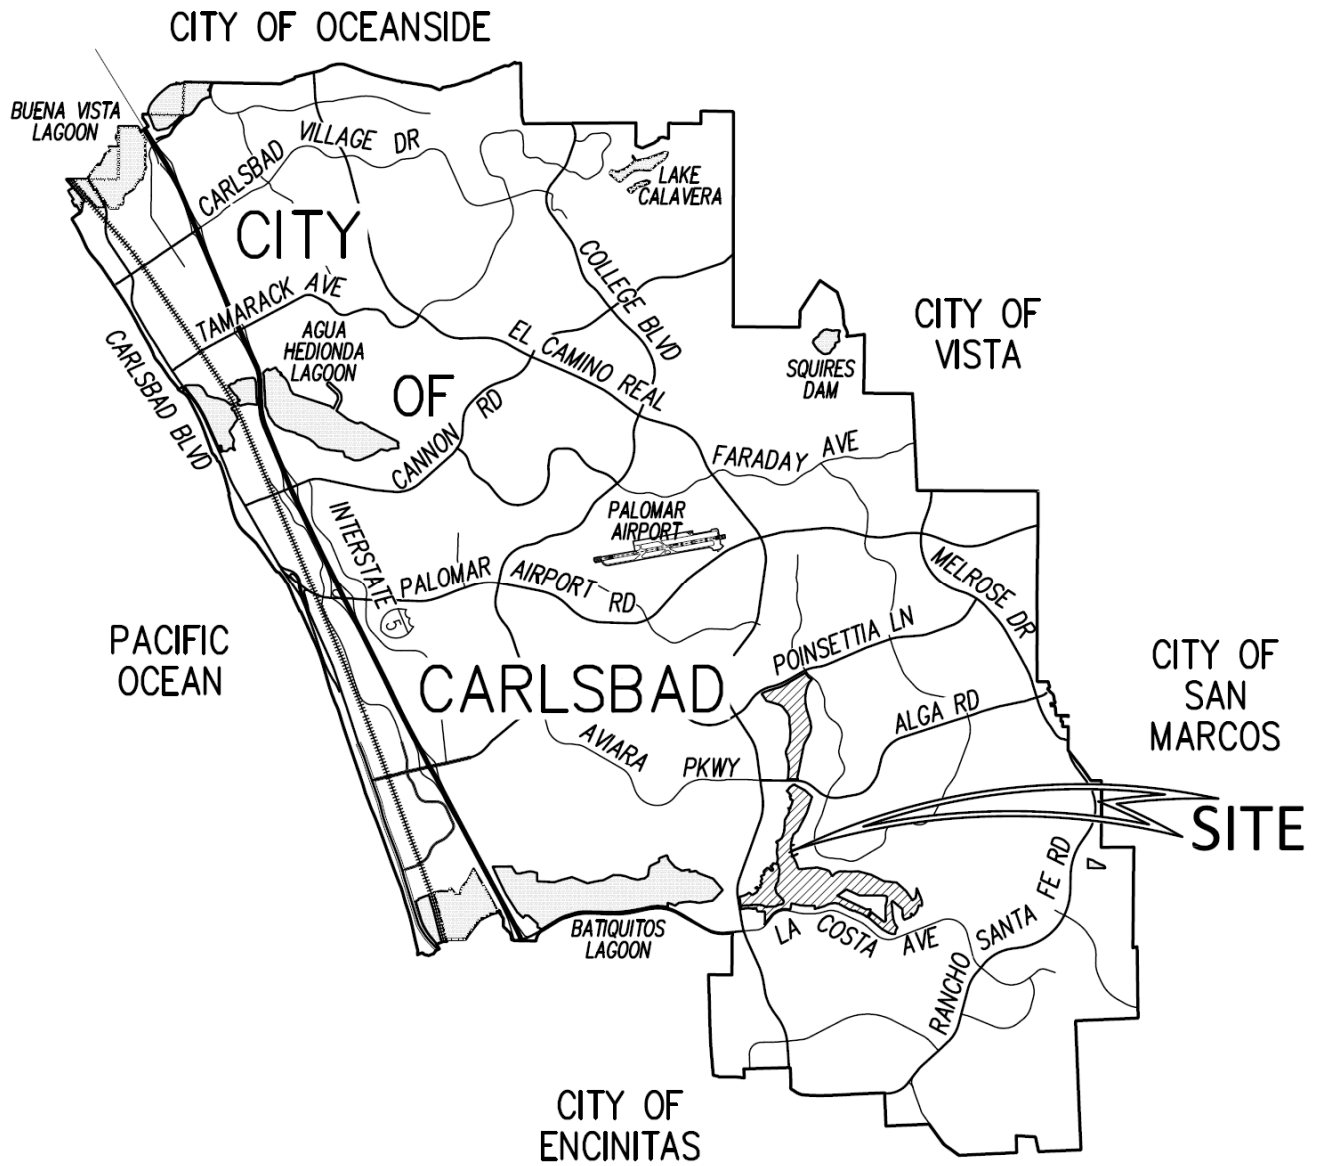 CITY OF OCEANSIDE
BUENA VISTA
LAGOON
CARLSBAD VILLAGE DR
LAKE
CALAVERA
CITY
COLLEGE BLVD
TAMARACK AVE
CITY OF
VISTA
AGUA
HEDIONDA
LAGOON
CARLSBAD BLVD
EL CAMINO REAL
SQUIRES
DAM
OF
CANNON RD
FARADAY AVE
INTERSTATE 5
PALOMAR
AIRPORT
PALOMAR AIRPORT RD
MELROSE DR
PACIFIC
OCEAN
POINSETTIA LN
CITY OF
SAN
MARCOS
CARLSBAD
ALGA RD
AVIARA PKWY
SITE
BATIQUITOS
LAGOON
LA COSTA AVE
RANCHO SANTA FE RD
CITY OF
ENCINITAS